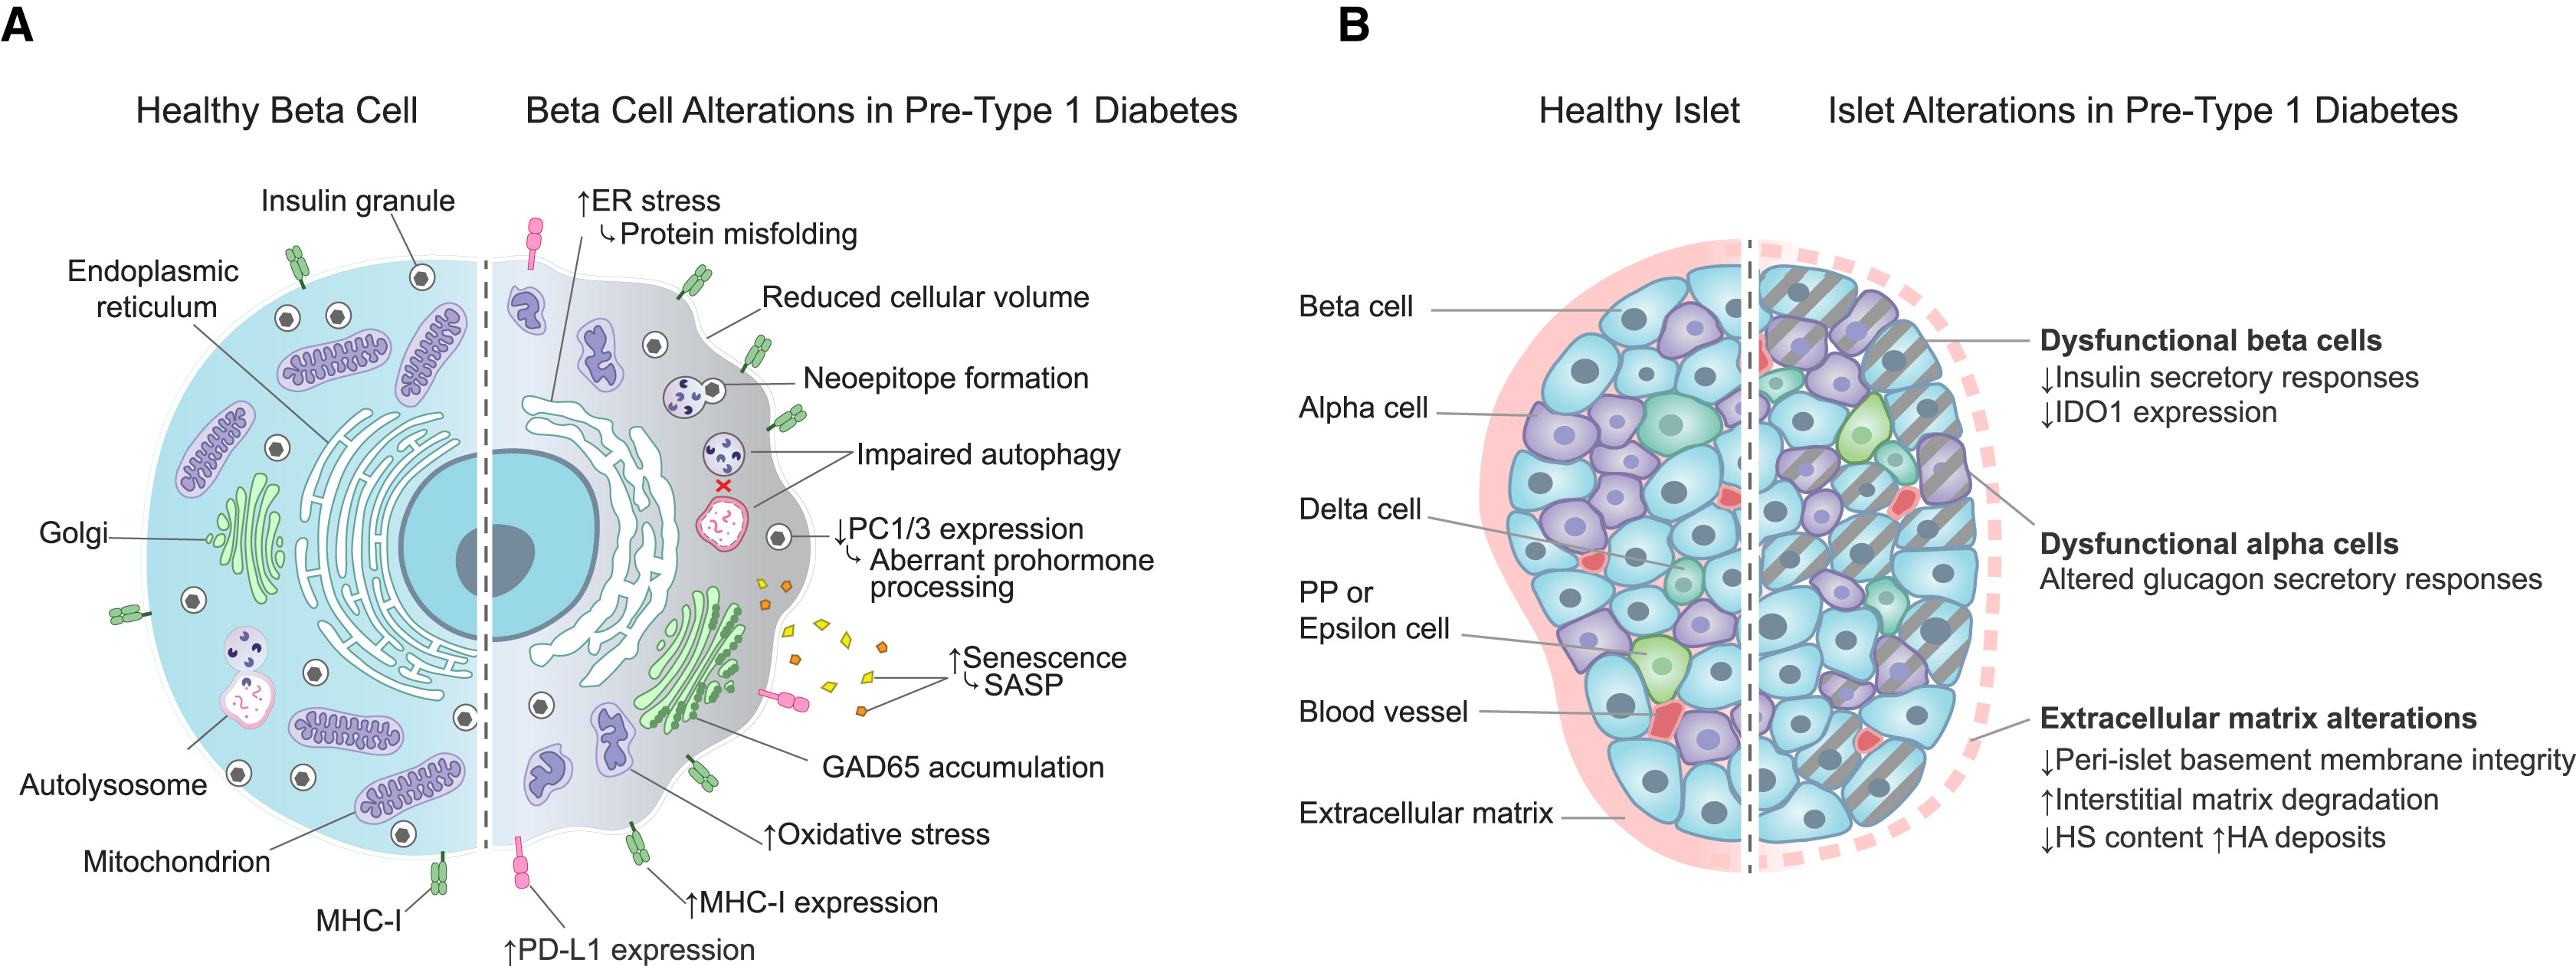 A
B
Healthy Beta Cell
Beta Cell Alterations in Pre-Type 1 Diabetes
Healthy Islet
Islet Alterations in Pre-Type 1 Diabetes
Insulin granule
Endoplasmic
reticulum
Golgi
Autolysosome
Mitochondrion
MHC-I
↑ER stress
Protein misfolding
Reduced cellular volume
Neoepitope formation
Impaired autophagy
↓PC1/3 expression
Aberrant prohormone
processing
↑Senescence
SASP
GAD65 accumulation
↑Oxidative stress
↑MHC-I expression
↑PD-L1 expression
Beta cell
Alpha cell
Delta cell
PP or
Epsilon cell
Blood vessel
Extracellular matrix
Dysfunctional beta cells
↓Insulin secretory responses
↓IDO1 expression
Dysfunctional alpha cells
Altered glucagon secretory responses
Extracellular matrix alterations
↓Peri-islet basement membrane integrity
↑Interstitial matrix degradation
↓HS content ↑HA deposits